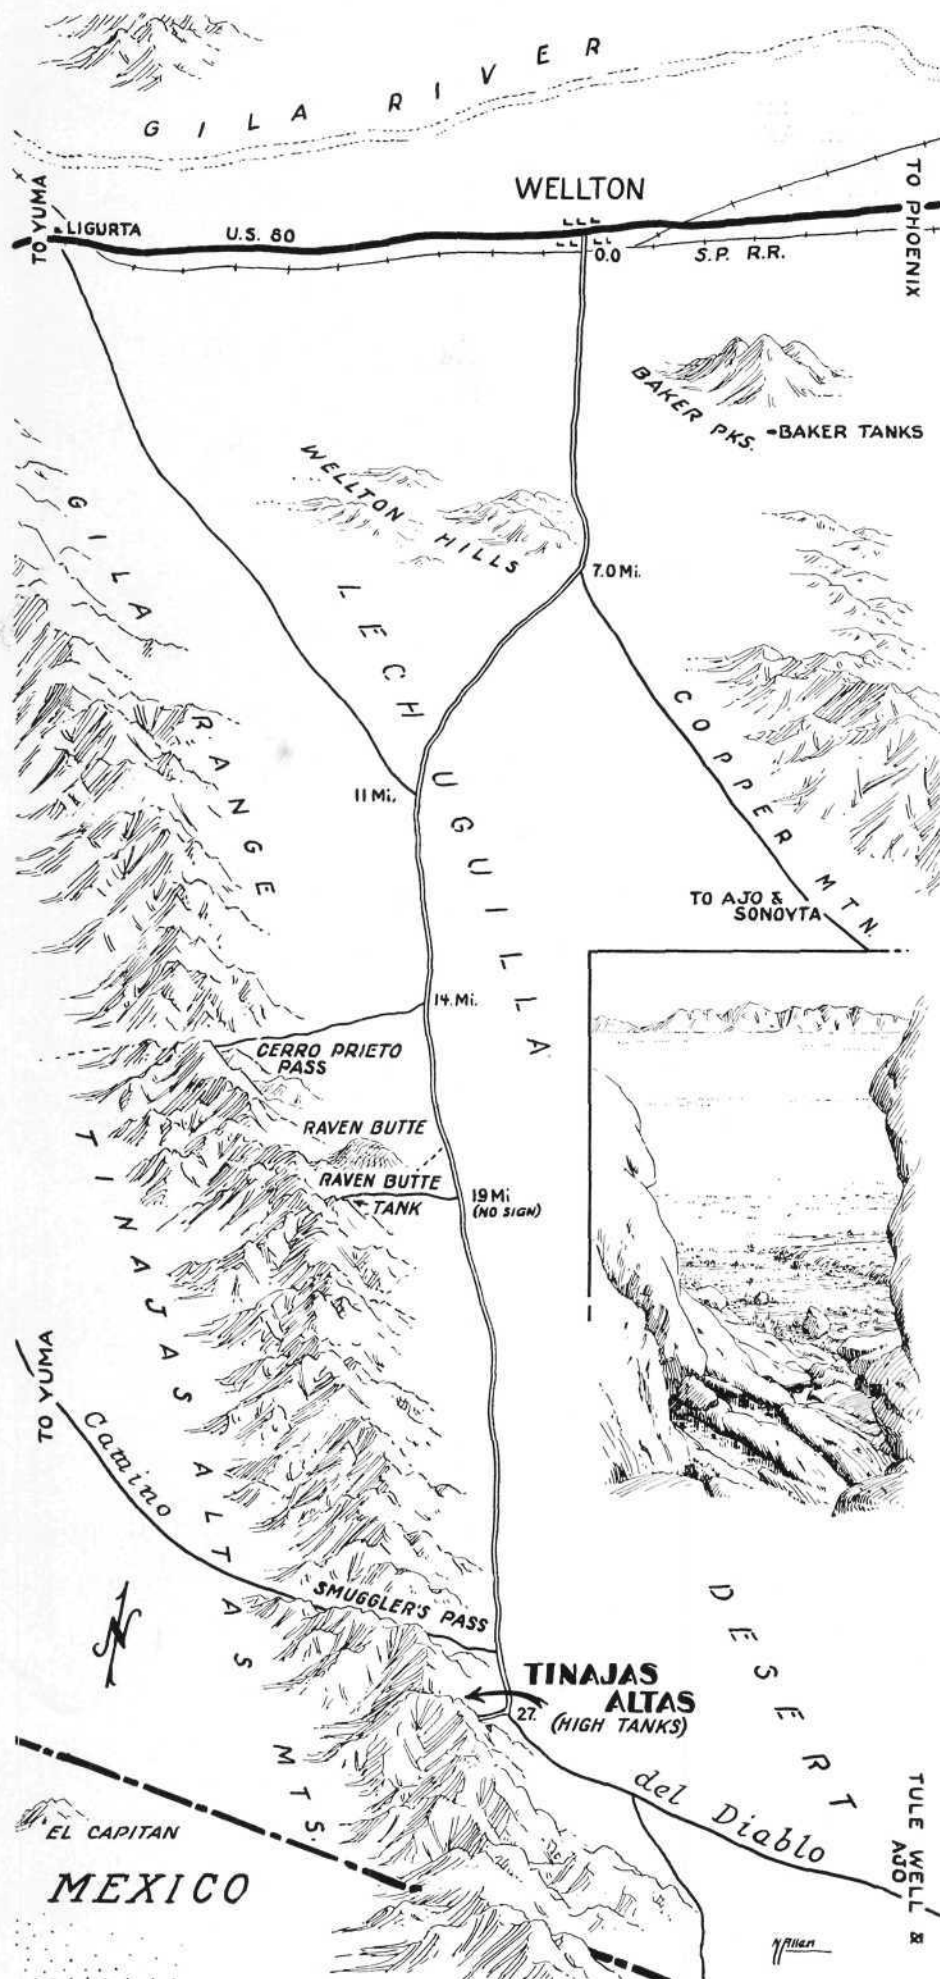 GILA RIVER
WELLTON
TO YUMA
LIGURTA
U.S. 80
0.0
S.P. R.R.
TO PHOENIX
BAKER PKS.
BAKER TANKS
WELLTON HILLS
7.0 Mi.
GILA RANGE
LECHUGUILLA
COPPER MTN.
11 Mi.
TO AJO &
SONOYTA
14 Mi.
CERRO PRIETO
PASS
RAVEN BUTTE
RAVEN BUTTE
TANK
19 Mi
(NO SIGN)
TINAJAS ALTAS MTS.
TO YUMA
Camino
SMUGGLER'S PASS
N
DESERT
TINAJAS
ALTAS
(HIGH TANKS)
27.
del Diablo
TULE WELL &
AJO
EL CAPITAN
MEXICO
N Allen